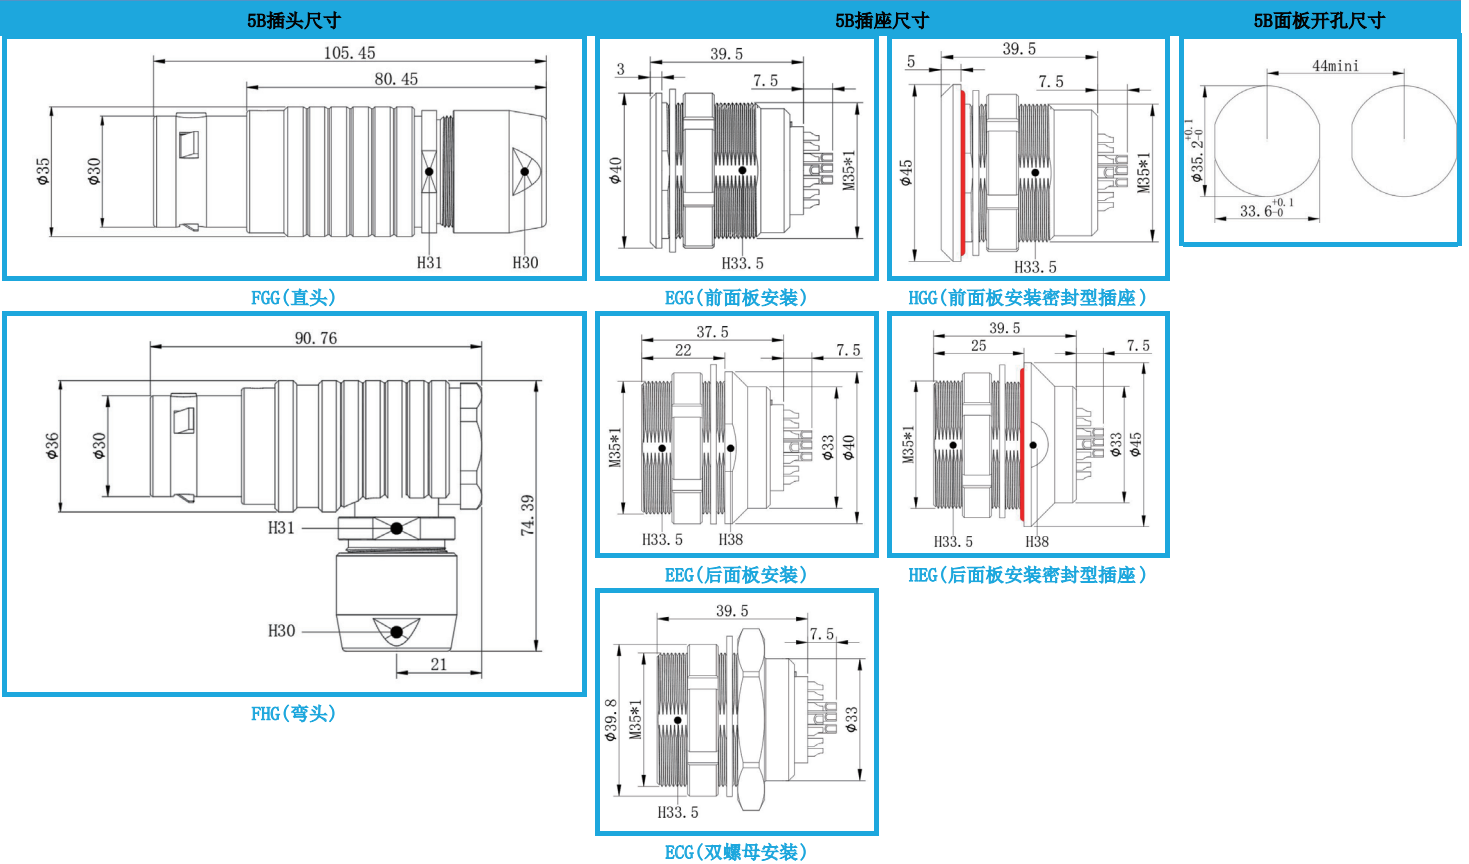 5B插头尺寸
5B插座尺寸
5B面板开孔尺寸
105.45
80.45
ϕ35
ϕ30
H31
H30
FGG(直头)
39.5
3
7.5
ϕ40
M35*1
H33.5
EGG(前面板安装)
39.5
5
7.5
ϕ45
M35*1
H33.5
HGG(前面板安装密封型插座)
44mini
ϕ35.2+0.1-0
33.6+0.1-0
90.76
ϕ36
ϕ30
H31
74.39
H30
21
FHG(弯头)
37.5
22
7.5
M35*1
ϕ33
ϕ40
H33.5
H38
EEG(后面板安装)
39.5
25
7.5
M35*1
ϕ33
ϕ45
H33.5
H38
HEG(后面板安装密封型插座)
39.5
7.5
ϕ39.8
M35*1
ϕ33
H33.5
ECG(双螺母安装)